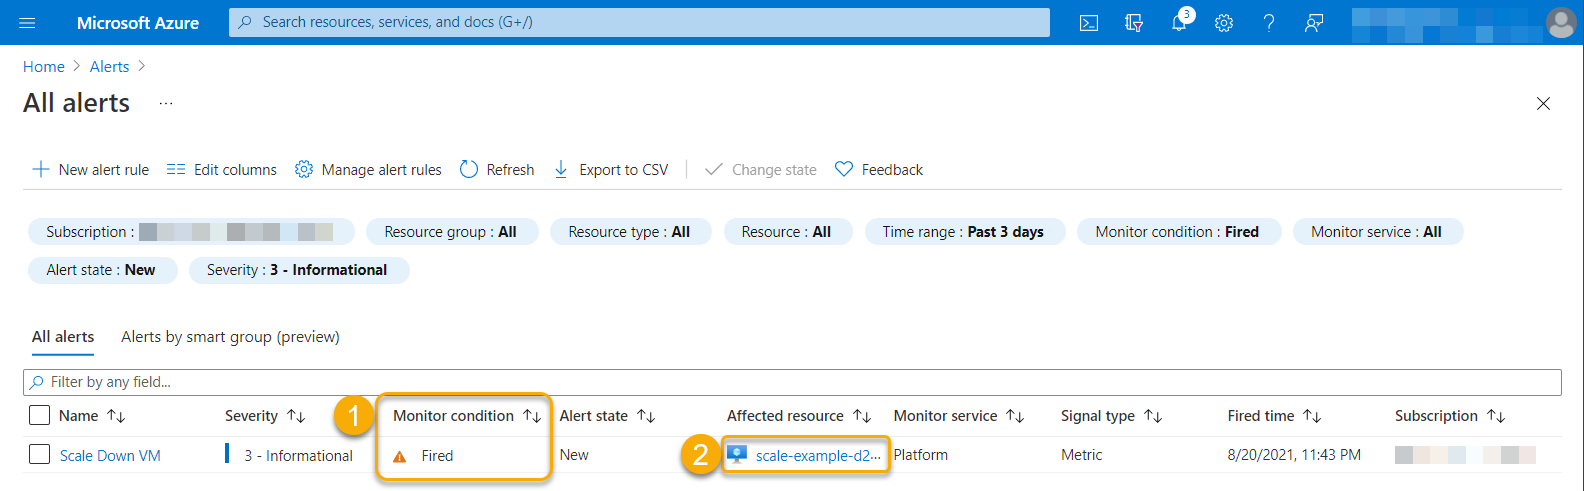 Microsoft Azure
Search resources, services, and docs (G+/)
3
Home > Alerts >
All alerts ...
New alert rule Edit columns Manage alert rules Refresh Export to CSV Change state Feedback
Subscription : Resource group : All Resource type : All Resource : All Time range : Past 3 days Monitor condition : Fired Monitor service : All
Alert state : New Severity : 3 - Informational
All alerts Alerts by smart group (preview)
Filter by any field...
Name Severity 1 Monitor condition Alert state Affected resource Monitor service Signal type Fired time Subscription
Scale Down VM 3 - Informational Fired New 2 scale-example-d2... Platform Metric 8/20/2021, 11:43 PM